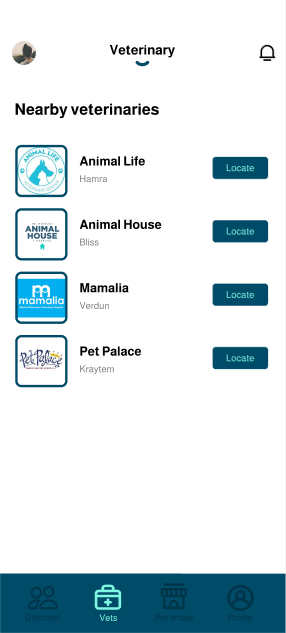 Veterinary
Nearby veterinaries
ANIMAL LIFE
Animal Life
Hamra
Locate
ANIMAL
HOUSE
Animal House
Bliss
Locate
mamalia
Mamalia
Verdun
Locate
Pet Palace
Pet Palace
Kraytem
Locate
Discover
Vets
Pet shops
Profile